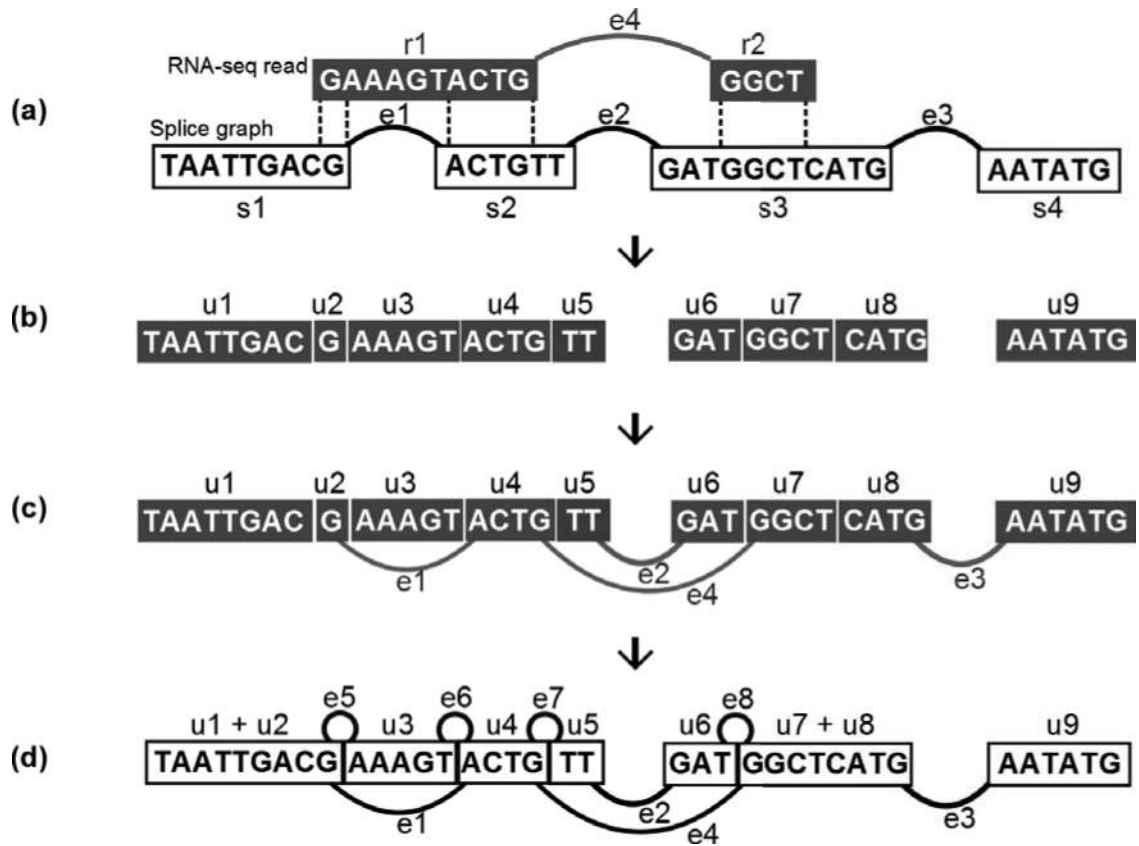 e4
r1 r2
RNA-seq read GAAAGTACTG GGCT
(a)
e1 e2 e3
Splice graph
TAATTGACG ACTGTT GATGGCTCATG AATATG
s1 s2 s3 s4
u1 u2 u3 u4 u5 u6 u7 u8 u9
(b) TAATTGAC G AAAGT ACTG TT GAT GGCT CATG AATATG
u1 u2 u3 u4 u5 u6 u7 u8 u9
(c) TAATTGAC G AAAGT ACTG TT GAT GGCT CATG AATATG
e1 e2 e4 e3
e5 e6 e7 e8
u1 + u2 u3 u4 u5 u6 u7 + u8 u9
(d) TAATTGACG AAAGT ACTG TT GAT GGCTCATG AATATG
e1 e2 e4 e3